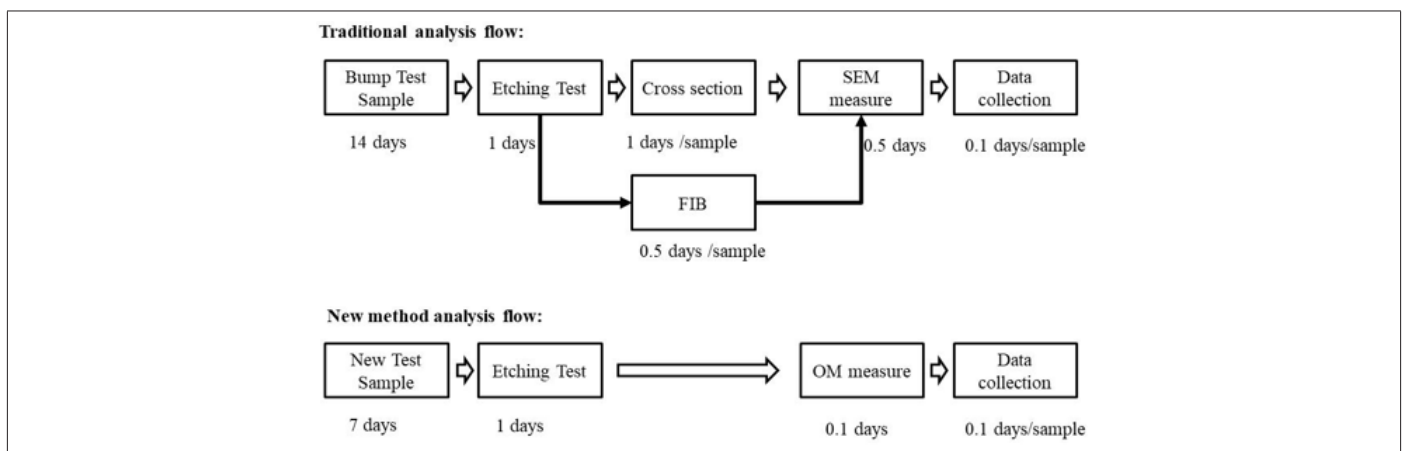 Traditional analysis flow:
Bump Test
Sample
Etching Test
Cross section
SEM
measure
Data
collection
14 days
1 days
1 days /sample
0.5 days
0.1 days/sample
FIB
0.5 days /sample
New method analysis flow:
New Test
Sample
Etching Test
OM measure
Data
collection
7 days
1 days
0.1 days
0.1 days/sample